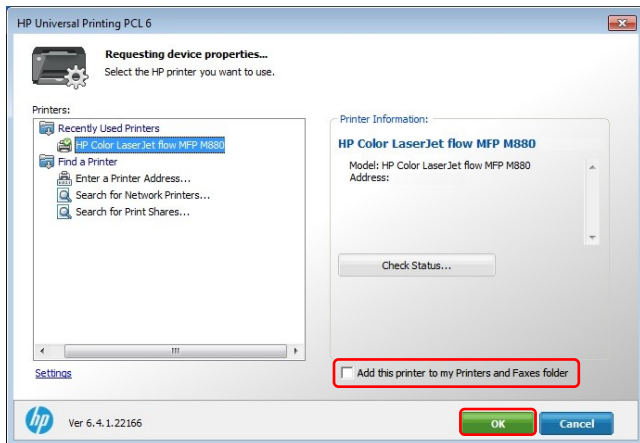 HP Universal Printing PCL 6
Requesting device properties...
Select the HP printer you want to use.
Printers:
Recently Used Printers
HP Color LaserJet flow MFP M880
Find a Printer
Enter a Printer Address...
Search for Network Printers...
Search for Print Shares...
Settings
Printer Information:
HP Color LaserJet flow MFP M880
Model: HP Color LaserJet flow MFP M880
Address:
Check Status...
Add this printer to my Printers and Faxes folder
hp
Ver 6.4.1.22166
OK
Cancel